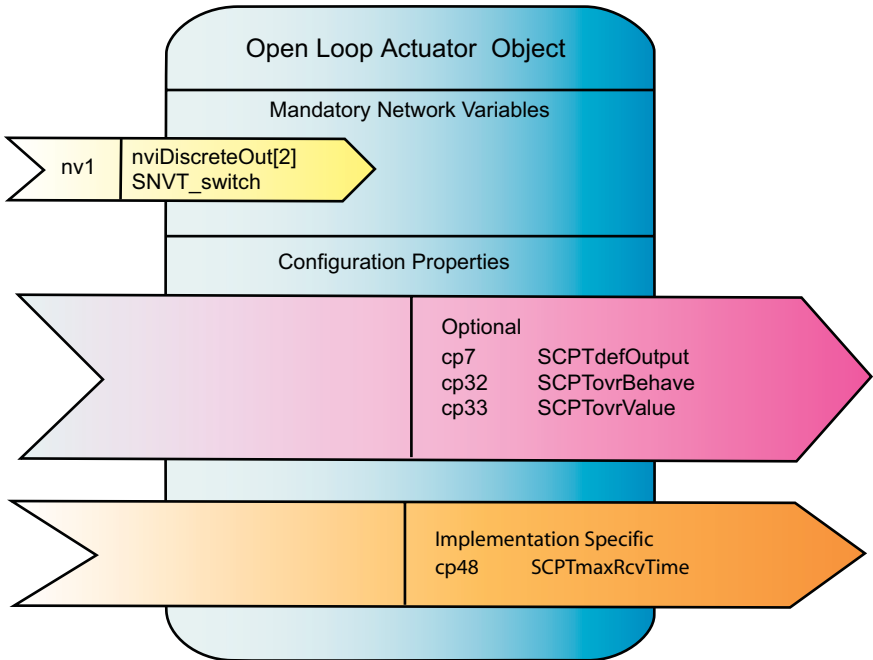 Open Loop Actuator Object
Mandatory Network Variables
nv1
nviDiscreteOut[2]
SNVT_switch
Configuration Properties
Optional
cp7 SCPTdefOutput
cp32 SCPTovrBehave
cp33 SCPTovrValue
Implementation Specific
cp48 SCPTmaxRcvTime